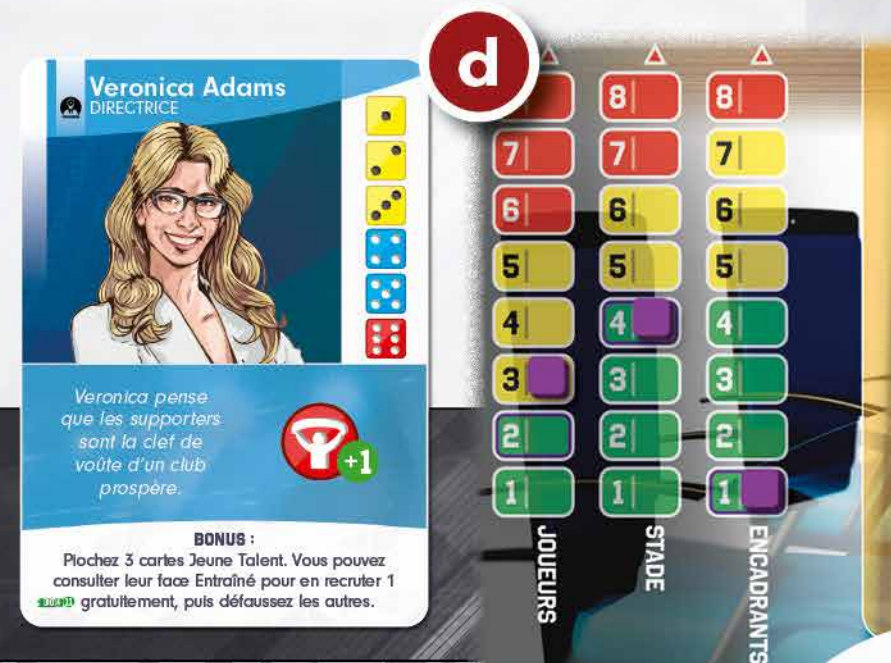 Veronica Adams
DIRECTRICE
Veronica pense
que les supporters
sont la clef de
voûte d'un club
prospère.
+1
BONUS :
Piochez 3 cartes Jeune Talent. Vous pouvez
consulter leur face Entraîné pour en recruter 1
gratuitement, puis défaussez les autres.
d
8 8
7 7 7
6 6 6
5 5 5
4 4 4
3 3 3
2 2 2
1 1 1
JOUEURS
STADE
ENCADRANTS